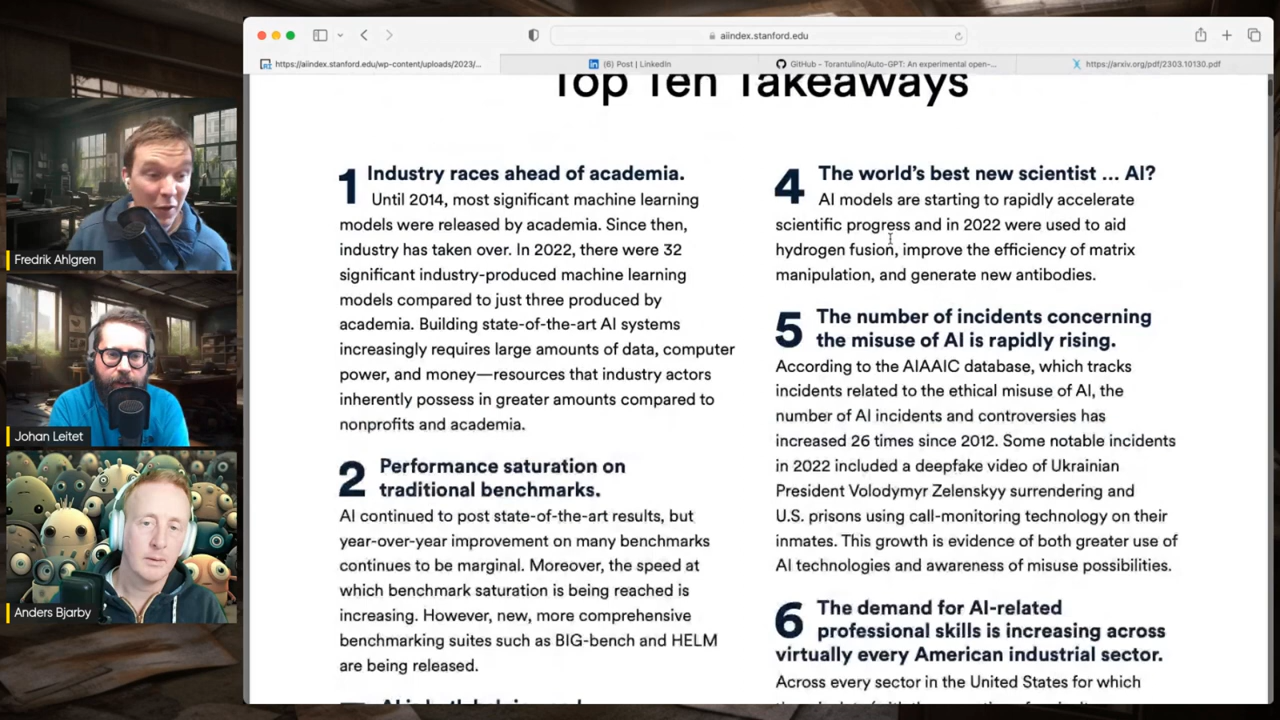 aiindex.stanford.edu
https://aiindex.stanford.edu/wp-content/uploads/2023/...
(6) Post | LinkedIn
GitHub - Torantulino/Auto-GPT: An experimental open-...
https://arxiv.org/pdf/2303.10130.pdf
Top Ten Takeaways
1 Industry races ahead of academia.
Until 2014, most significant machine learning
models were released by academia. Since then,
industry has taken over. In 2022, there were 32
significant industry-produced machine learning
models compared to just three produced by
academia. Building state-of-the-art AI systems
increasingly requires large amounts of data, computer
power, and money—resources that industry actors
inherently possess in greater amounts compared to
nonprofits and academia.
2 Performance saturation on
traditional benchmarks.
AI continued to post state-of-the-art results, but
year-over-year improvement on many benchmarks
continues to be marginal. Moreover, the speed at
which benchmark saturation is being reached is
increasing. However, new, more comprehensive
benchmarking suites such as BIG-bench and HELM
are being released.
4 The world's best new scientist … AI?
AI models are starting to rapidly accelerate
scientific progress and in 2022 were used to aid
hydrogen fusion, improve the efficiency of matrix
manipulation, and generate new antibodies.
5 The number of incidents concerning
the misuse of AI is rapidly rising.
According to the AIAAIC database, which tracks
incidents related to the ethical misuse of AI, the
number of AI incidents and controversies has
increased 26 times since 2012. Some notable incidents
in 2022 included a deepfake video of Ukrainian
President Volodymyr Zelenskyy surrendering and
U.S. prisons using call-monitoring technology on their
inmates. This growth is evidence of both greater use of
AI technologies and awareness of misuse possibilities.
6 The demand for AI-related
professional skills is increasing across
virtually every American industrial sector.
Across every sector in the United States for which
Fredrik Ahlgren
Johan Leitet
Anders Bjarby